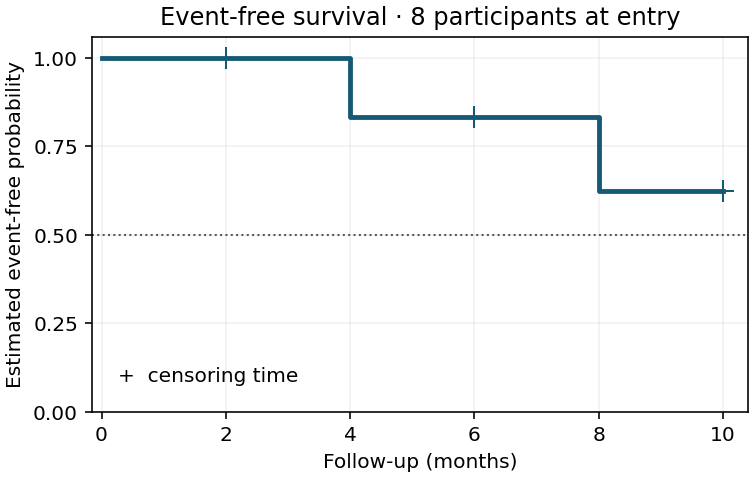 Event-free survival · 8 participants at entry
Estimated event-free probability
1.00
0.75
0.50
0.25
0.00
+ censoring time
0 2 4 6 8 10
Follow-up (months)